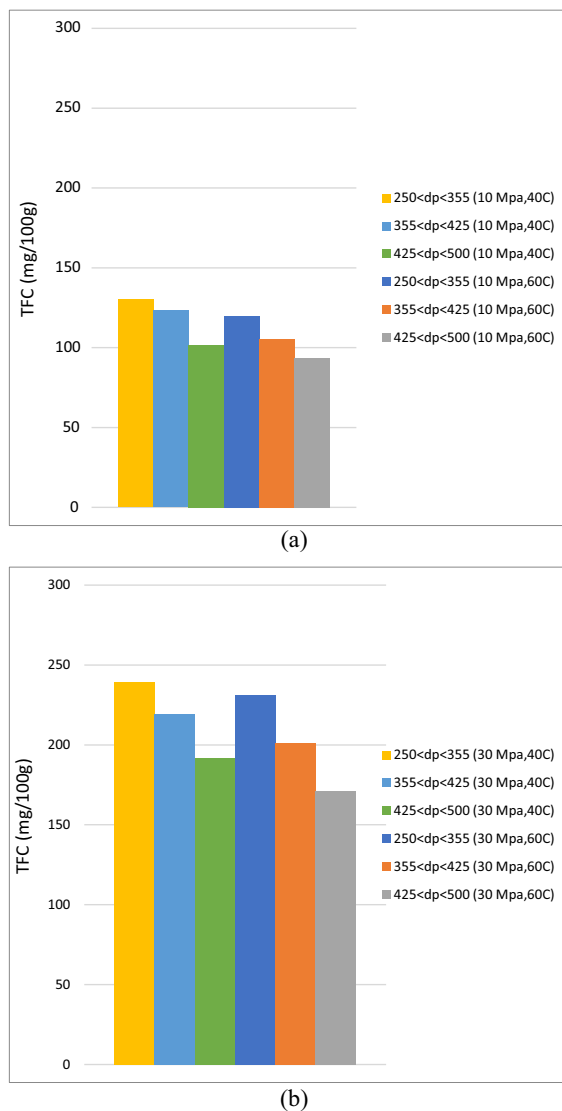 300
250
200
150
100
50
0
TFC (mg/100g)
250<dp<355 (10 Mpa,40C)
355<dp<425 (10 Mpa,40C)
425<dp<500 (10 Mpa,40C)
250<dp<355 (10 Mpa,60C)
355<dp<425 (10 Mpa,60C)
425<dp<500 (10 Mpa,60C)
(a)
300
250
200
150
100
50
0
TFC (mg/100g)
250<dp<355 (30 Mpa,40C)
355<dp<425 (30 Mpa,40C)
425<dp<500 (30 Mpa,40C)
250<dp<355 (30 Mpa,60C)
355<dp<425 (30 Mpa,60C)
425<dp<500 (30 Mpa,60C)
(b)